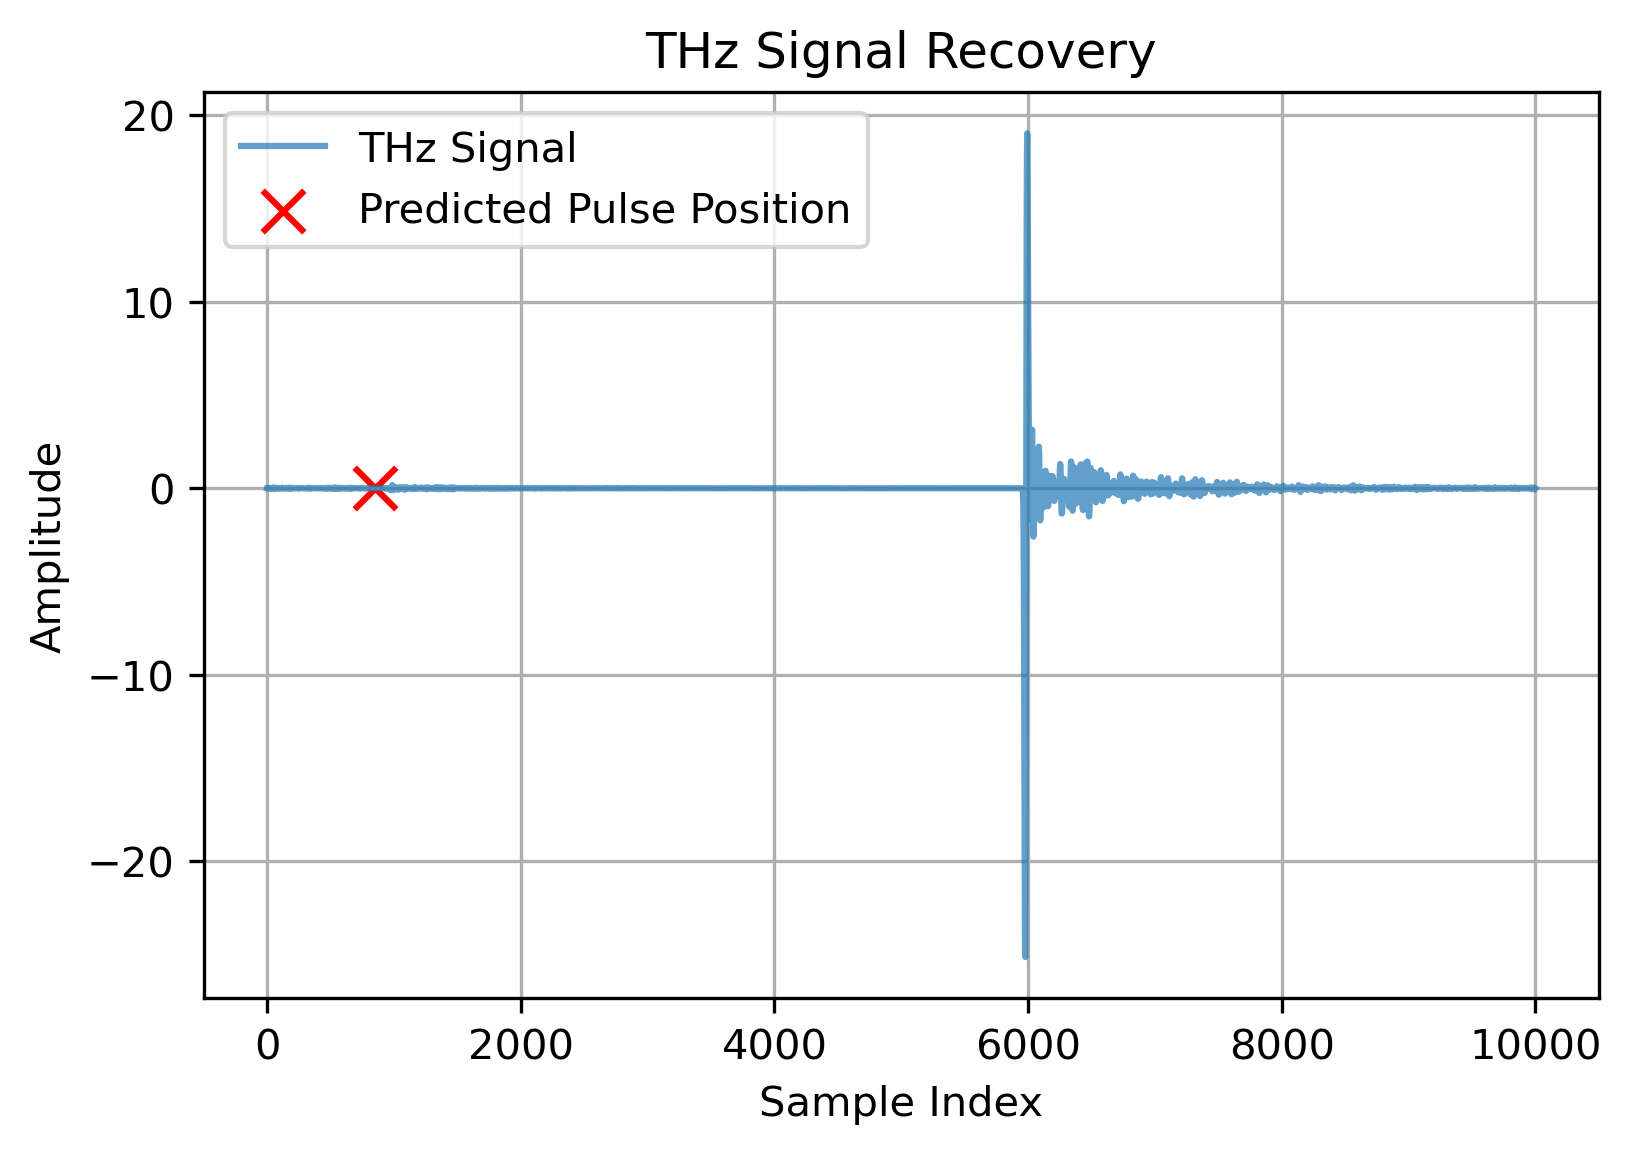 THz Signal Recovery
THz Signal
Predicted Pulse Position
20
10
0
−10
−20
Amplitude
0 2000 4000 6000 8000 10000
Sample Index